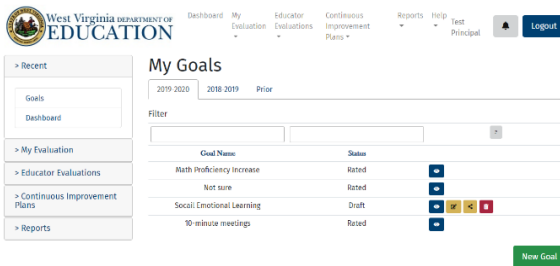 West Virginia DEPARTMENT OF
EDUCATION
Dashboard
My Evaluation
Educator Evaluations
Continuous Improvement Plans
Reports
Help
Test Principal
Logout
> Recent
Goals
Dashboard
> My Evaluation
> Educator Evaluations
> Continuous Improvement
Plans
> Reports
My Goals
2019-2020 2018-2019 Prior
Filter
?
Goal Name Status
Math Proficiency Increase Rated
Not sure Rated
Socail Emotional Learning Draft
10-minute meetings Rated
New Goal